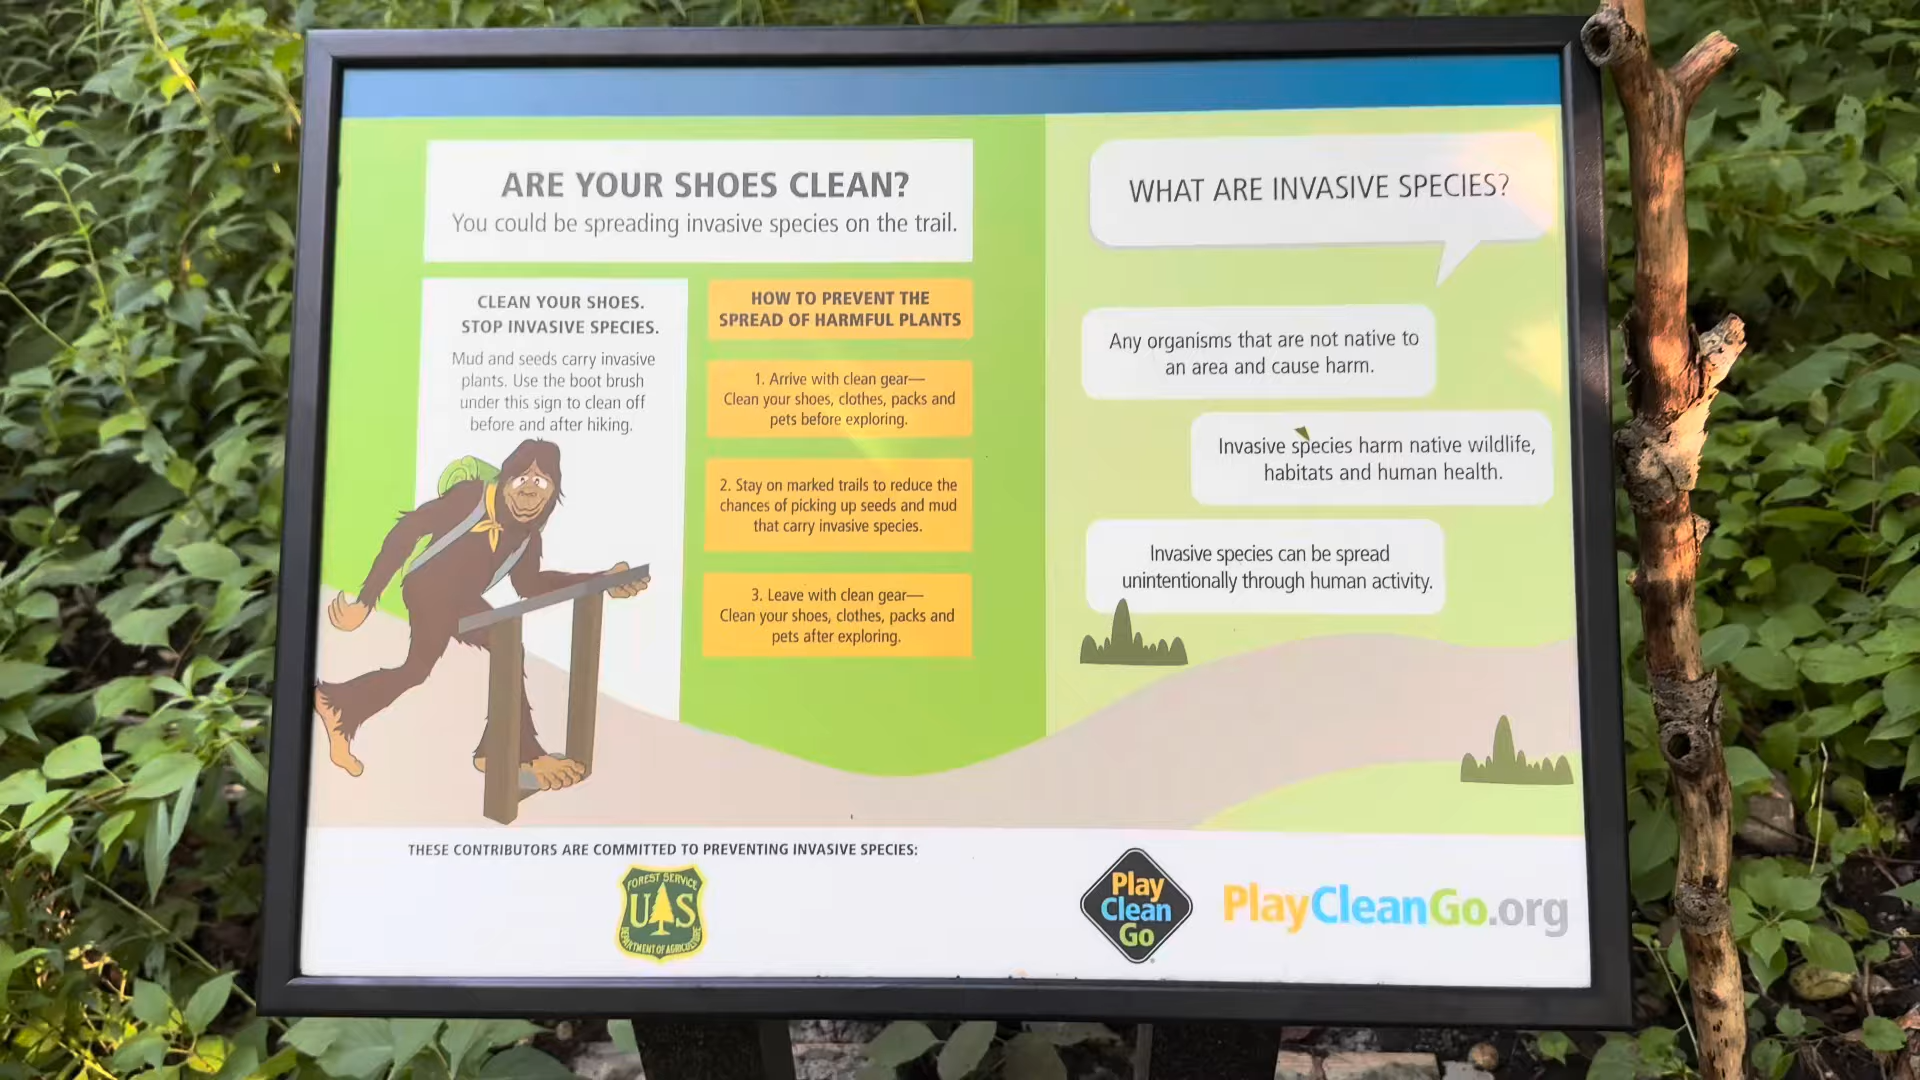 ARE YOUR SHOES CLEAN?
You could be spreading invasive species on the trail.
CLEAN YOUR SHOES.
STOP INVASIVE SPECIES.
Mud and seeds carry invasive
plants. Use the boot brush
under this sign to clean off
before and after hiking.
HOW TO PREVENT THE
SPREAD OF HARMFUL PLANTS
1. Arrive with clean gear—
Clean your shoes, clothes, packs and
pets before exploring.
2. Stay on marked trails to reduce the
chances of picking up seeds and mud
that carry invasive species.
3. Leave with clean gear—
Clean your shoes, clothes, packs and
pets after exploring.
WHAT ARE INVASIVE SPECIES?
Any organisms that are not native to
an area and cause harm.
Invasive species harm native wildlife,
habitats and human health.
Invasive species can be spread
unintentionally through human activity.
THESE CONTRIBUTORS ARE COMMITTED TO PREVENTING INVASIVE SPECIES:
FOREST SERVICE
U S
DEPARTMENT OF AGRICULTURE
Play
Clean
Go
PlayCleanGo.org